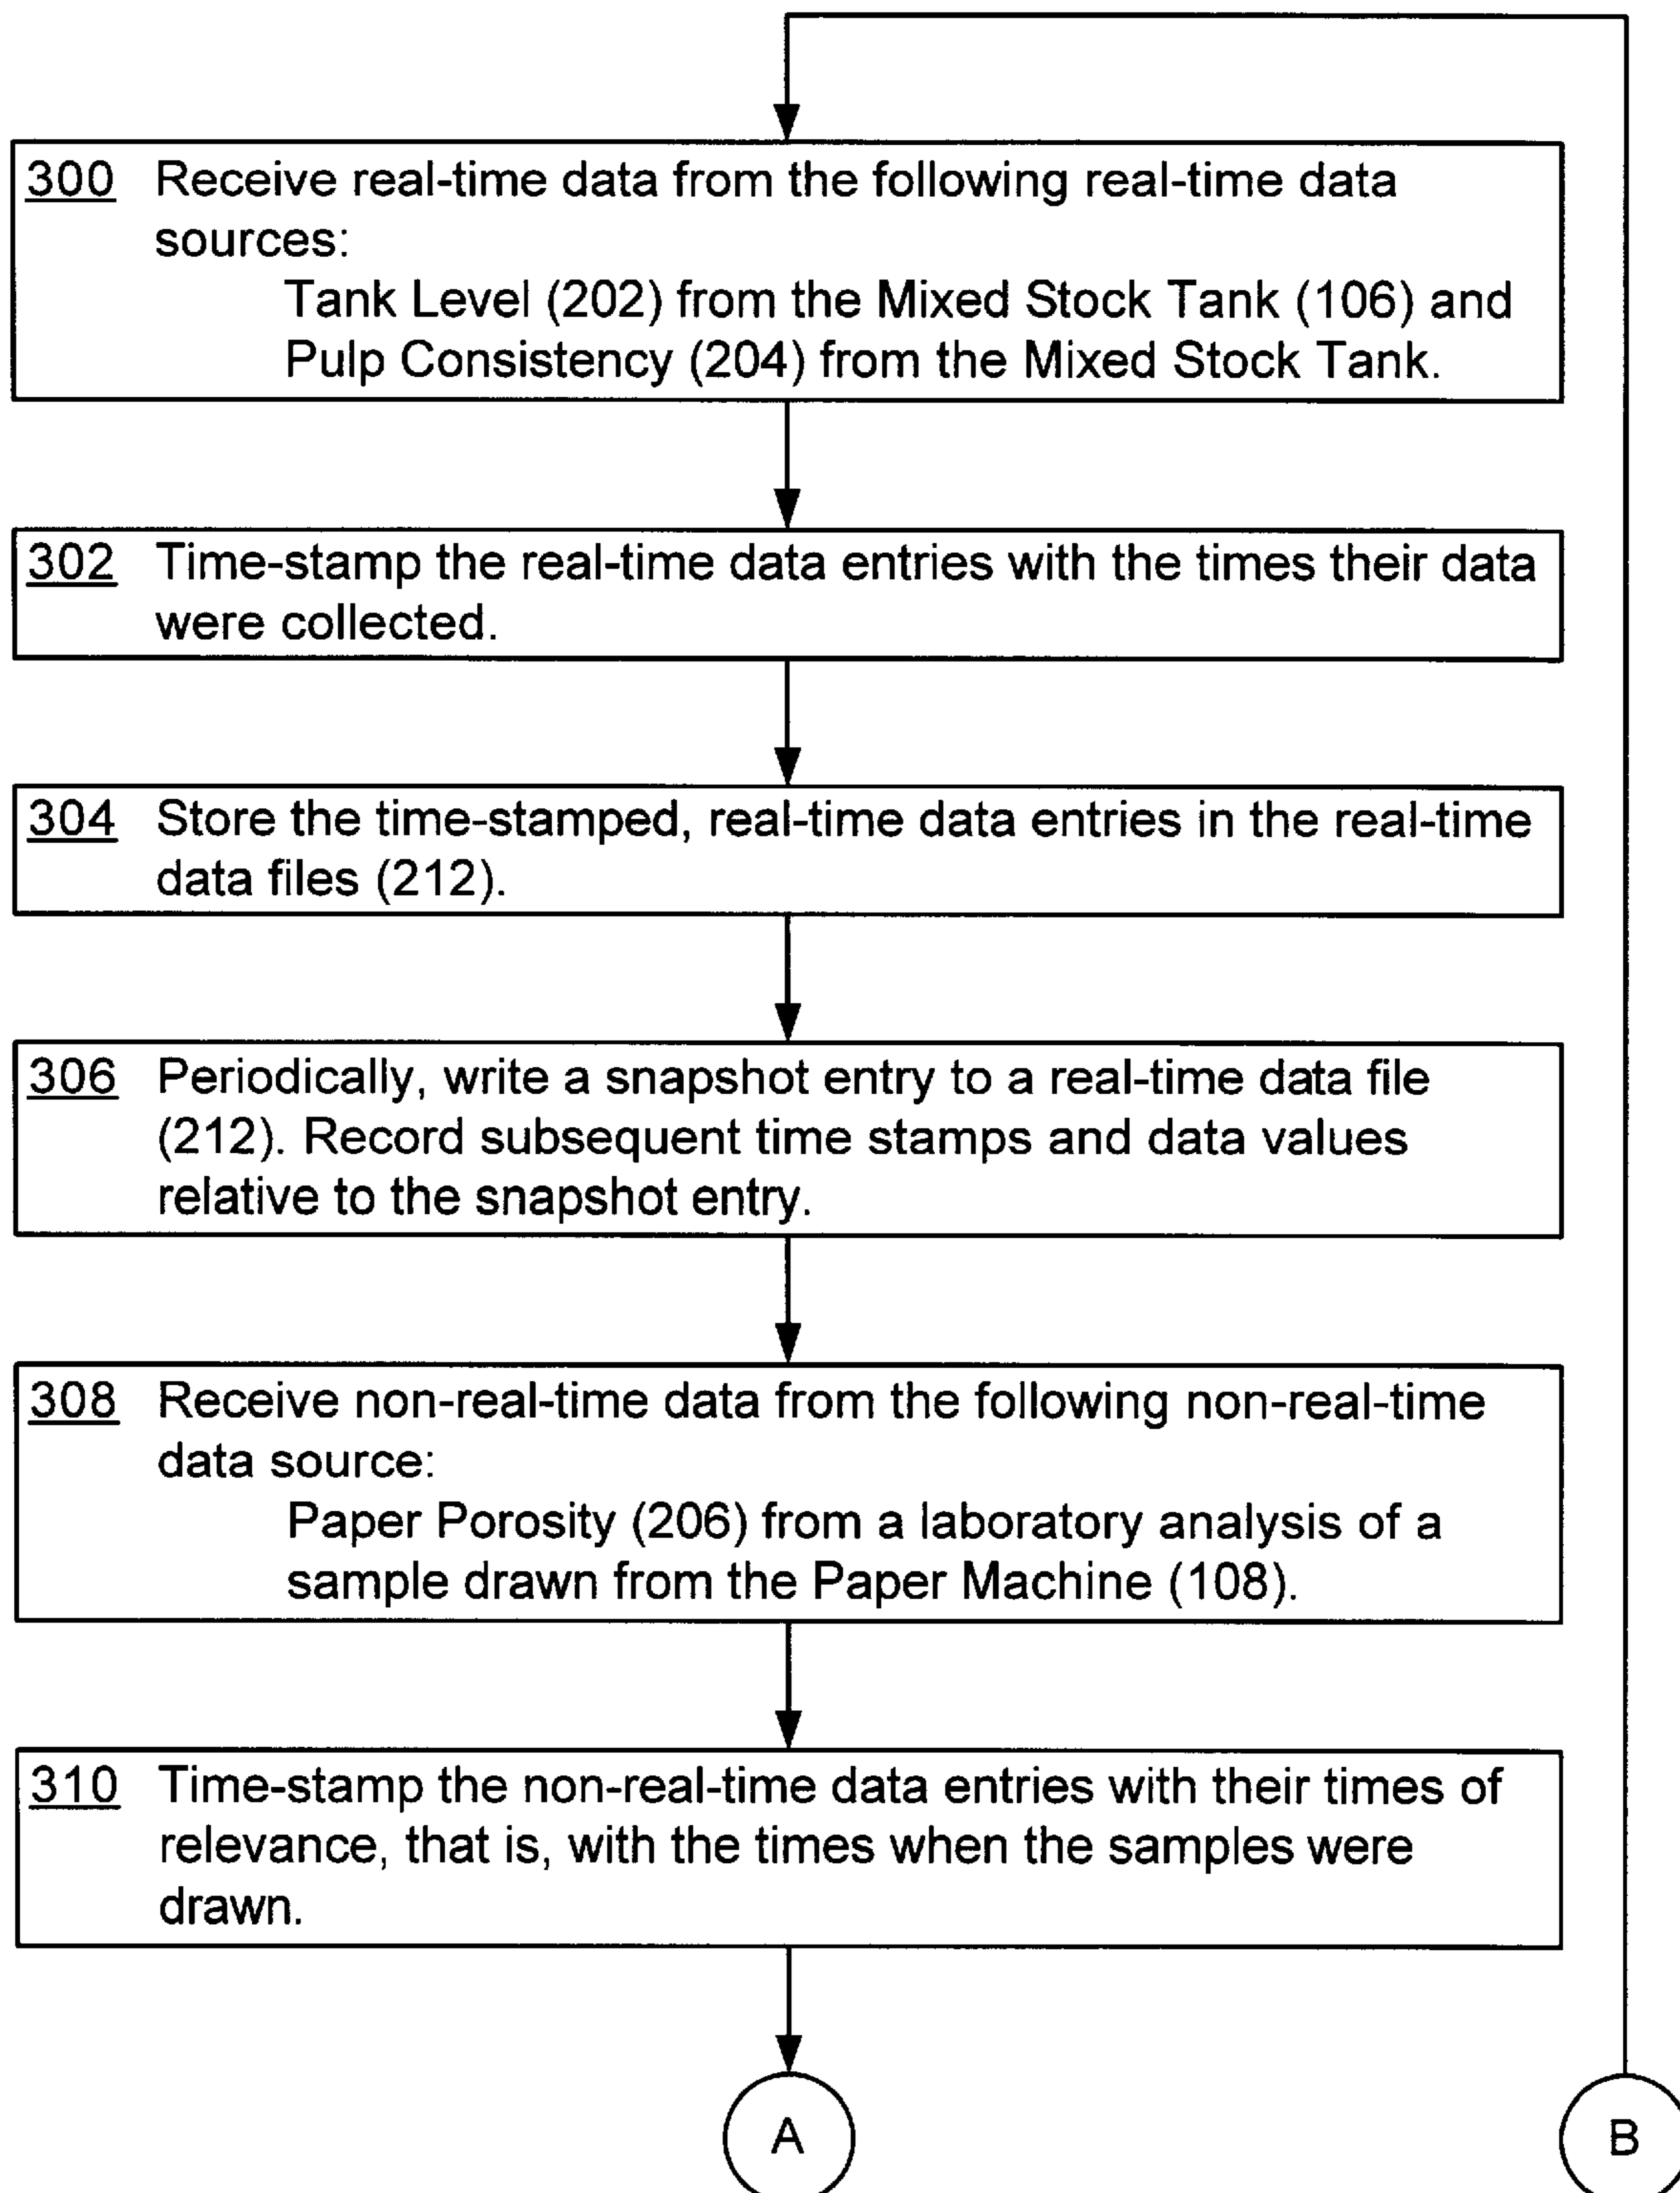 300 Receive real-time data from the following real-time data
sources:
Tank Level (202) from the Mixed Stock Tank (106) and
Pulp Consistency (204) from the Mixed Stock Tank.
302 Time-stamp the real-time data entries with the times their data
were collected.
304 Store the time-stamped, real-time data entries in the real-time
data files (212).
306 Periodically, write a snapshot entry to a real-time data file
(212). Record subsequent time stamps and data values
relative to the snapshot entry.
308 Receive non-real-time data from the following non-real-time
data source:
Paper Porosity (206) from a laboratory analysis of a
sample drawn from the Paper Machine (108).
310 Time-stamp the non-real-time data entries with their times of
relevance, that is, with the times when the samples were
drawn.
A
B